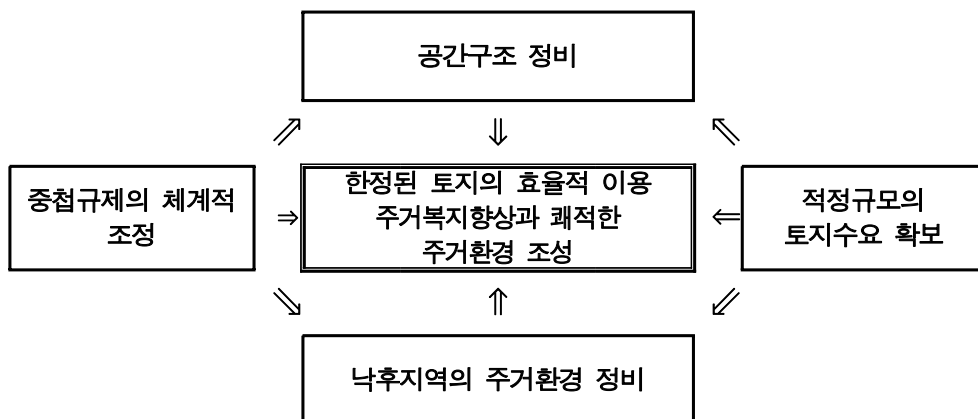 공간구조 정비
⇗ ⇓ ⇖
중첩규제의 체계적
조정
⇒
한정된 토지의 효율적 이용
주거복지향상과 쾌적한
주거환경 조성
⇐
적정규모의
토지수요 확보
⇘ ⇑ ⇙
낙후지역의 주거환경 정비